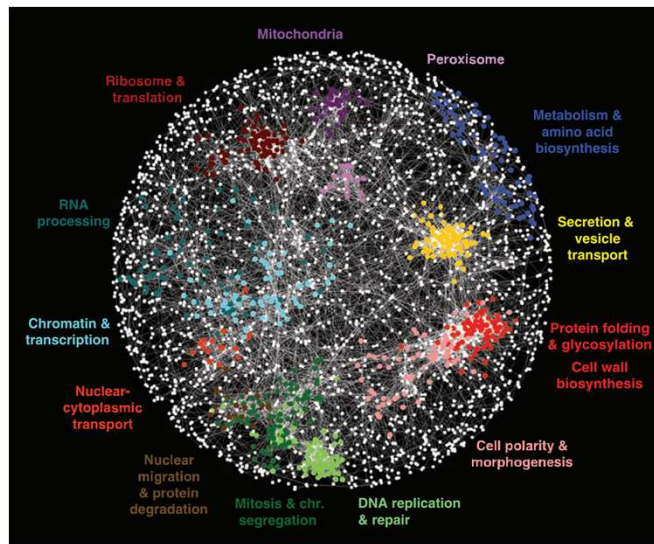 Mitochondria
Peroxisome
Ribosome &
translation
Metabolism &
amino acid
biosynthesis
RNA
processing
Secretion &
vesicle
transport
Chromatin &
transcription
Protein folding
& glycosylation
Cell wall
biosynthesis
Nuclear-
cytoplasmic
transport
Cell polarity &
morphogenesis
Nuclear
migration
& protein
degradation
Mitosis & chr.
segregation
DNA replication
& repair